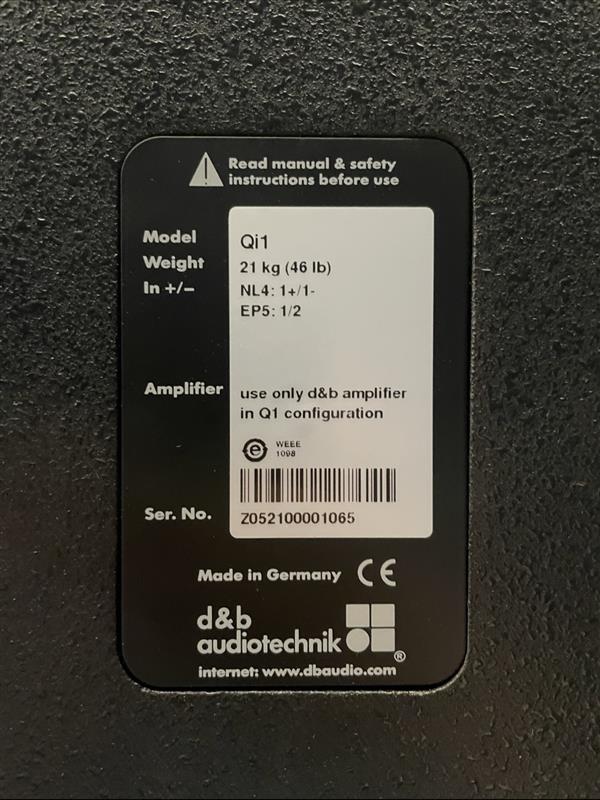 Read manual & safety
instructions before use
Model Qi1
Weight 21 kg (46 lb)
In +/– NL4: 1+/1-
EP5: 1/2
Amplifier use only d&b amplifier
in Q1 configuration
e WEEE
1098
Ser. No. Z052100001065
Made in Germany CE
d&b
audiotechnik ®
internet: www.dbaudio.com